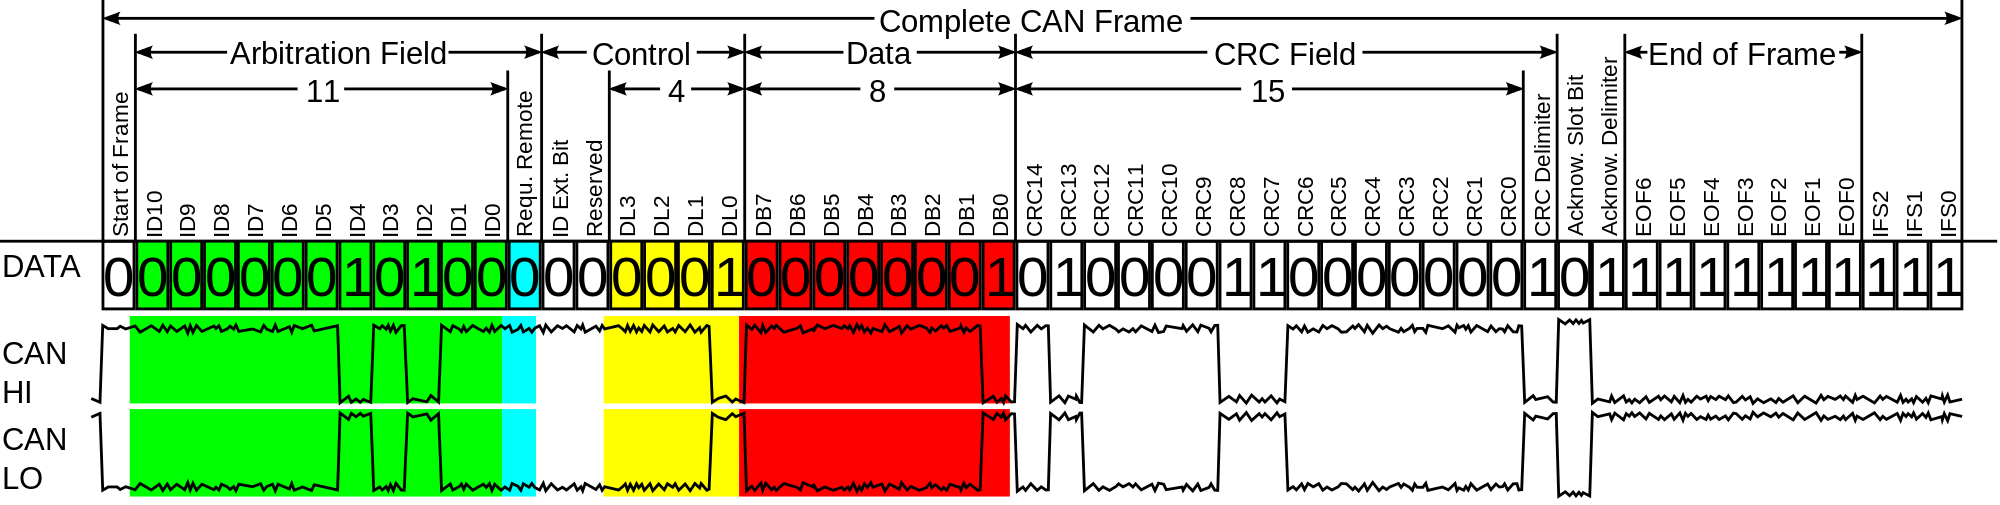 Complete CAN Frame
Arbitration Field Control Data CRC Field End of Frame
11 4 8 15
Start of Frame
ID10
ID9
ID8
ID7
ID6
ID5
ID4
ID3
ID2
ID1
ID0
Requ. Remote
ID Ext. Bit
Reserved
DL3
DL2
DL1
DL0
DB7
DB6
DB5
DB4
DB3
DB2
DB1
DB0
CRC14
CRC13
CRC12
CRC11
CRC10
CRC9
CRC8
CRC7
CRC6
CRC5
CRC4
CRC3
CRC2
CRC1
CRC0
CRC Delimiter
Acknow. Slot Bit
Acknow. Delimiter
EOF6
EOF5
EOF4
EOF3
EOF2
EOF1
EOF0
IFS2
IFS1
IFS0
DATA 0 0 0 0 0 0 0 1 0 1 0 0 0 0 0 0 0 0 1 0 0 0 0 0 0 0 1 0 1 0 0 0 0 1 1 0 0 0 0 0 0 0 1 0 1 1 1 1 1 1 1 1 1 1 1
CAN
HI
CAN
LO